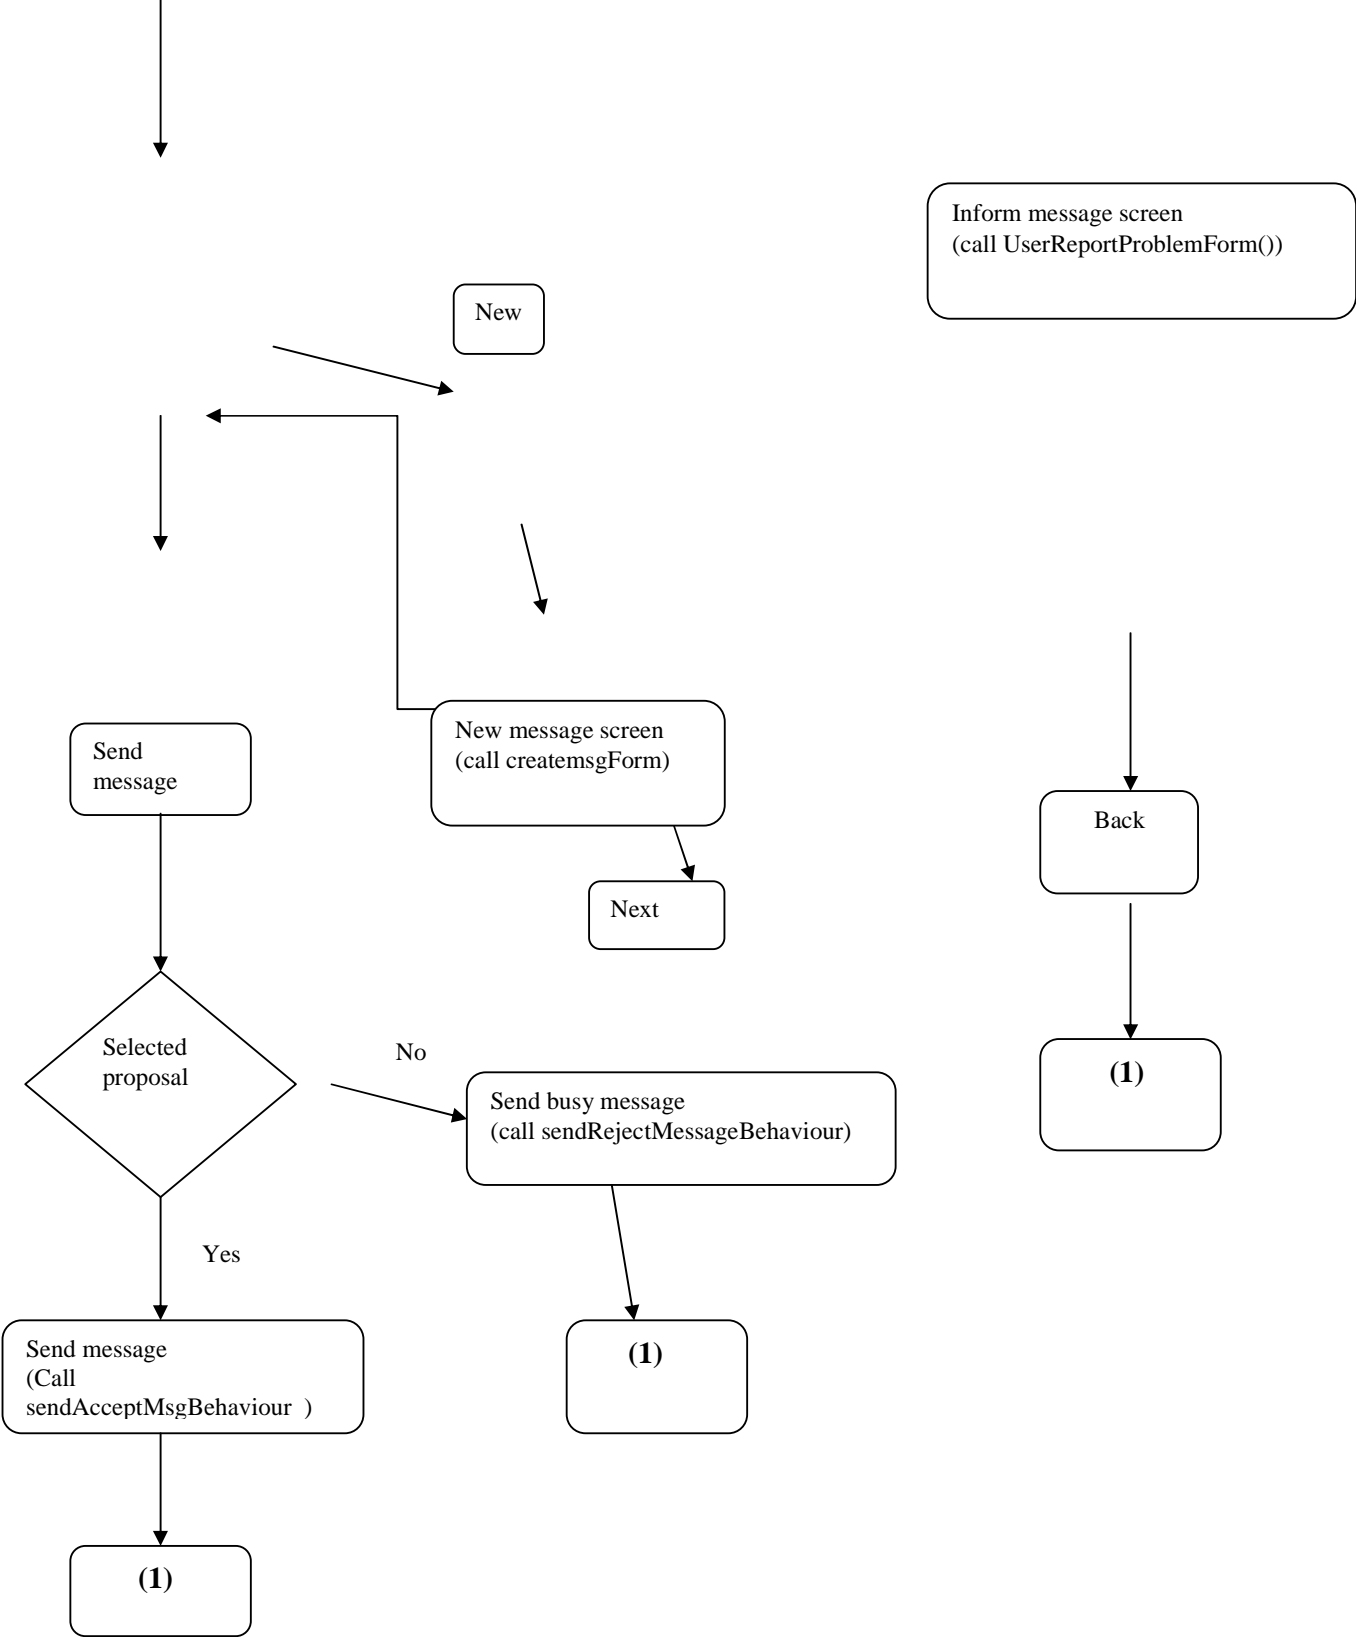 Inform message screen
(call UserReportProblemForm())
New
New message screen
(call createmsgForm)
Send
message
Back
Next
Selected
proposal
No
(1)
Send busy message
(call sendRejectMessageBehaviour)
Yes
Send message
(Call
sendAcceptMsgBehaviour  )
(1)
(1)